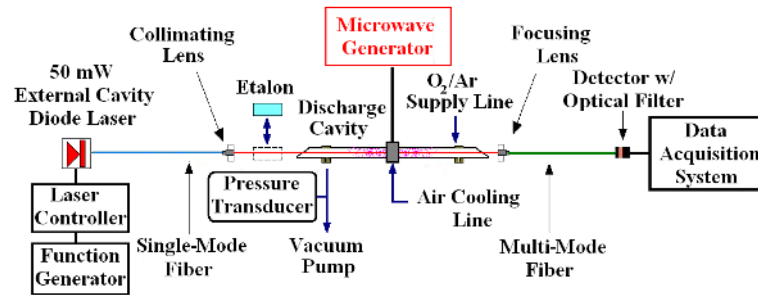 Microwave
Generator
Collimating
Lens
Focusing
Lens
50 mW
External Cavity
Diode Laser
Etalon
Discharge
Cavity
O2/Ar
Supply Line
Detector w/
Optical Filter
Data
Acquisition
System
Laser
Controller
Function
Generator
Pressure
Transducer
Air Cooling
Line
Single-Mode
Fiber
Vacuum
Pump
Multi-Mode
Fiber